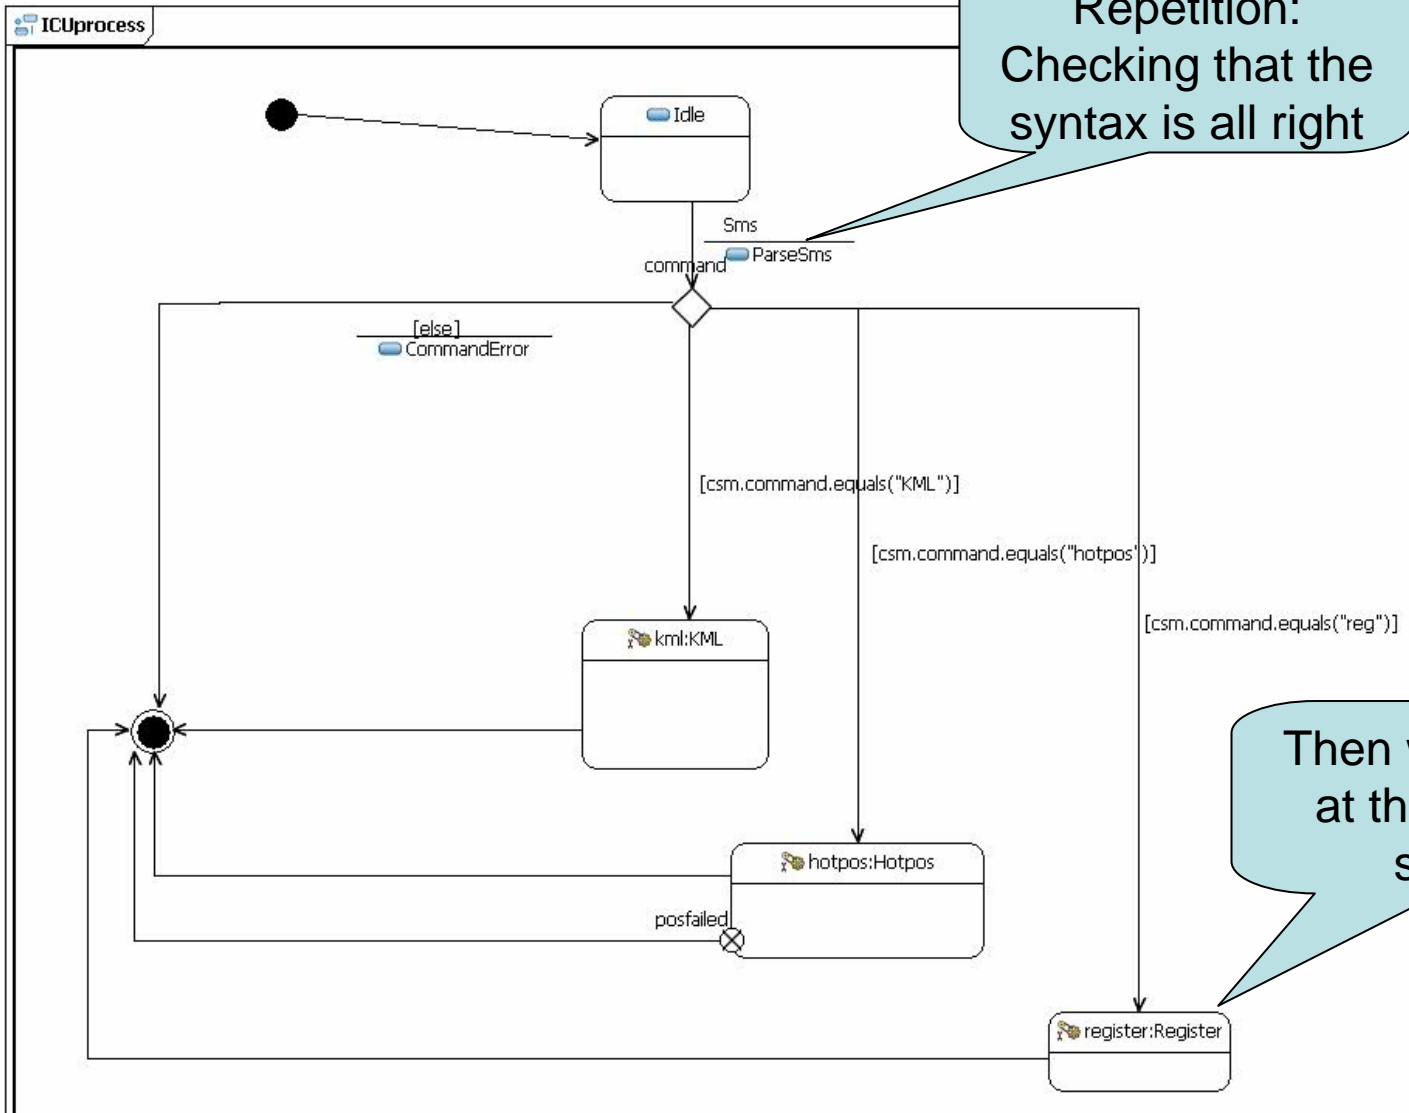 ICUprocess
Repetition:
Checking that the
syntax is all right
Idle
Sms
ParseSms
command
[else]
CommandError
[csm.command.equals("KML")]
[csm.command.equals("hotpos")]
[csm.command.equals("reg")]
kml:KML
Then
at
hotpos:Hotpos
posfailed
register:Register